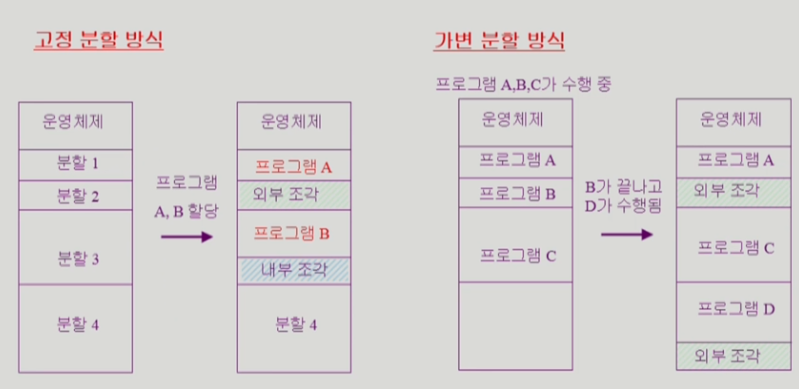 고정 분할 방식
운영체제
분할 1
분할 2
분할 3
분할 4
프로그램
A, B 할당
운영체제
프로그램 A
외부 조각
프로그램 B
내부 조각
분할 4
가변 분할 방식
프로그램 A,B,C가 수행 중
운영체제
프로그램 A
프로그램 B
프로그램 C
B가 끝나고
D가 수행됨
운영체제
프로그램 A
외부 조각
프로그램 C
프로그램 D
외부 조각